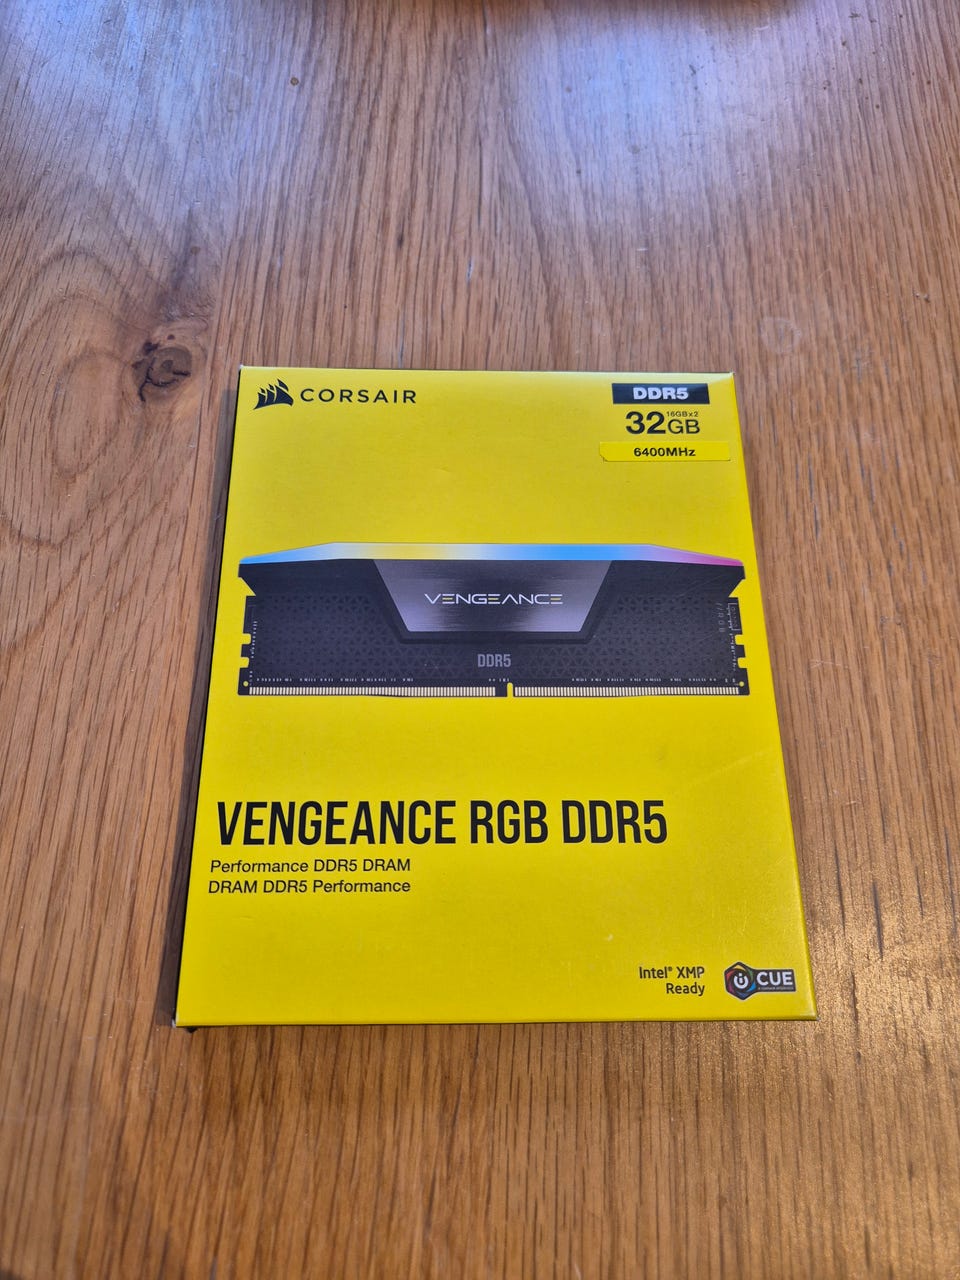 CORSAIR
DDR5
16GBx2
32GB
6400MHz
VENGEANCE
DDR5
VENGEANCE RGB DDR5
Performance DDR5 DRAM
DRAM DDR5 Performance
Intel® XMP
Ready
iCUE